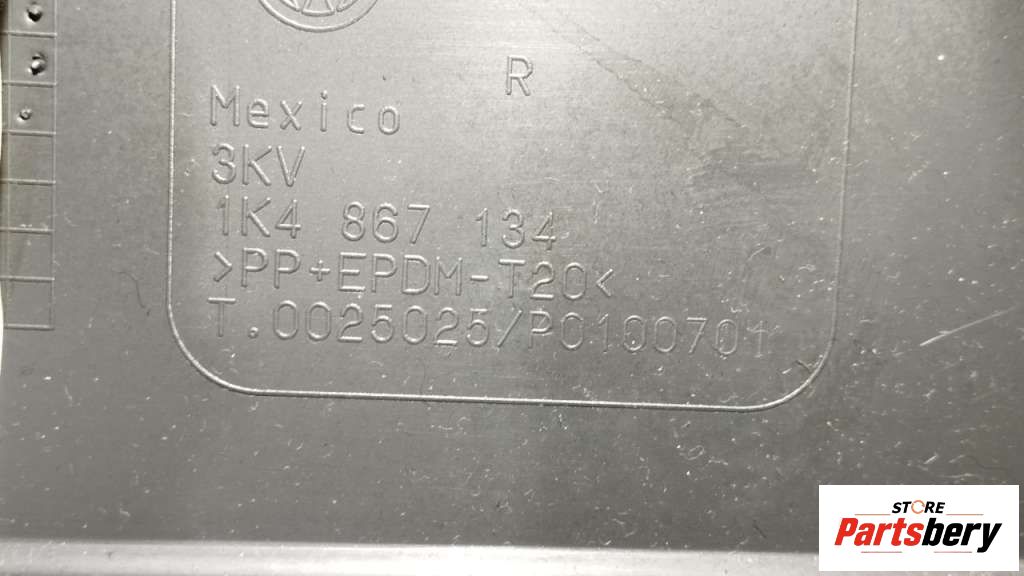 R
Mexico
3KV
1K4 867 134
>PP+EPDM-T20<
T.0025025/P0100701
STORE
Partsbery